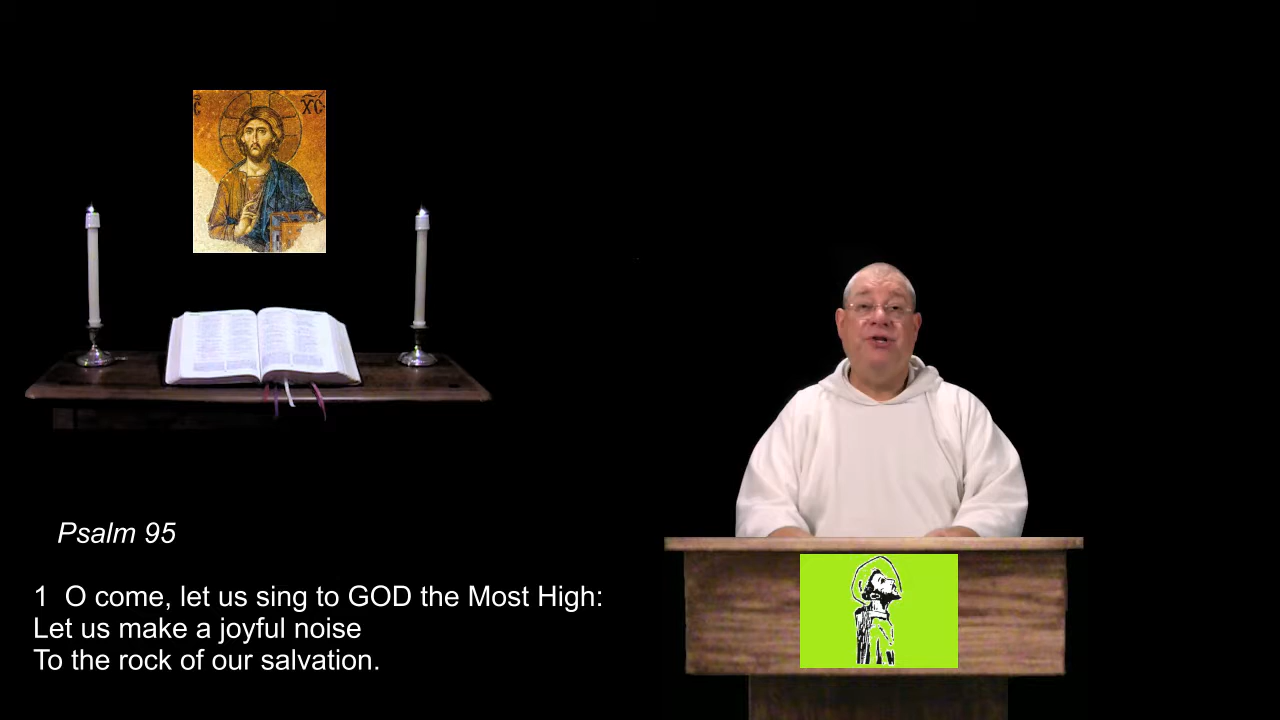 XC
Psalm 95
1 O come, let us sing to GOD the Most High:
Let us make a joyful noise
To the rock of our salvation.